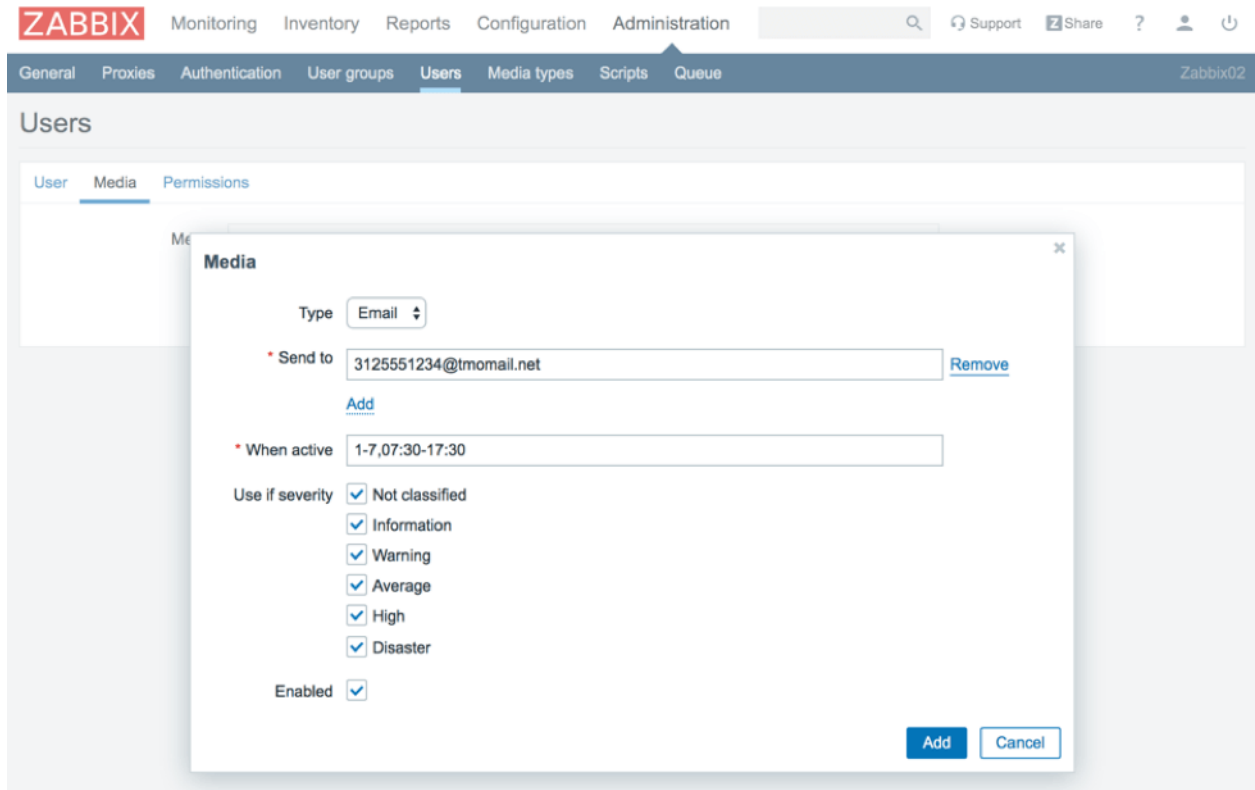 ZABBIX Monitoring Inventory Reports Configuration Administration Support Z Share ?
General Proxies Authentication User groups Users Media types Scripts Queue Zabbix02
Users
User Media Permissions
Me
Media
Type Email
* Send to 3125551234@tmomail.net Remove
Add
* When active 1-7,07:30-17:30
Use if severity Not classified
Information
Warning
Average
High
Disaster
Enabled
Add Cancel